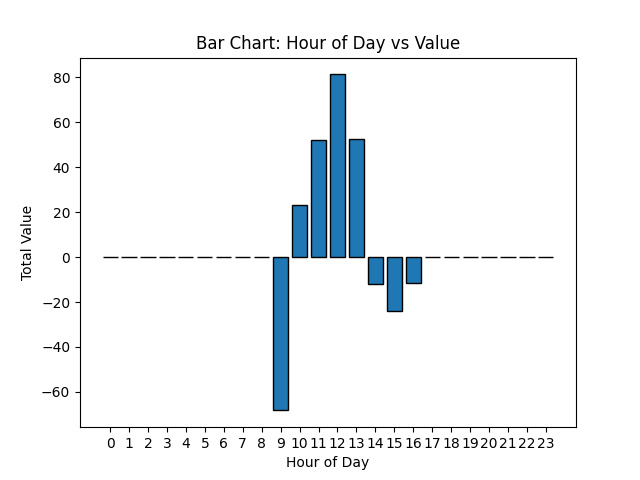 Bar Chart: Hour of Day vs Value
Total Value
80
60
40
20
0
−20
−40
−60
0 1 2 3 4 5 6 7 8 9 10 11 12 13 14 15 16 17 18 19 20 21 22 23
Hour of Day